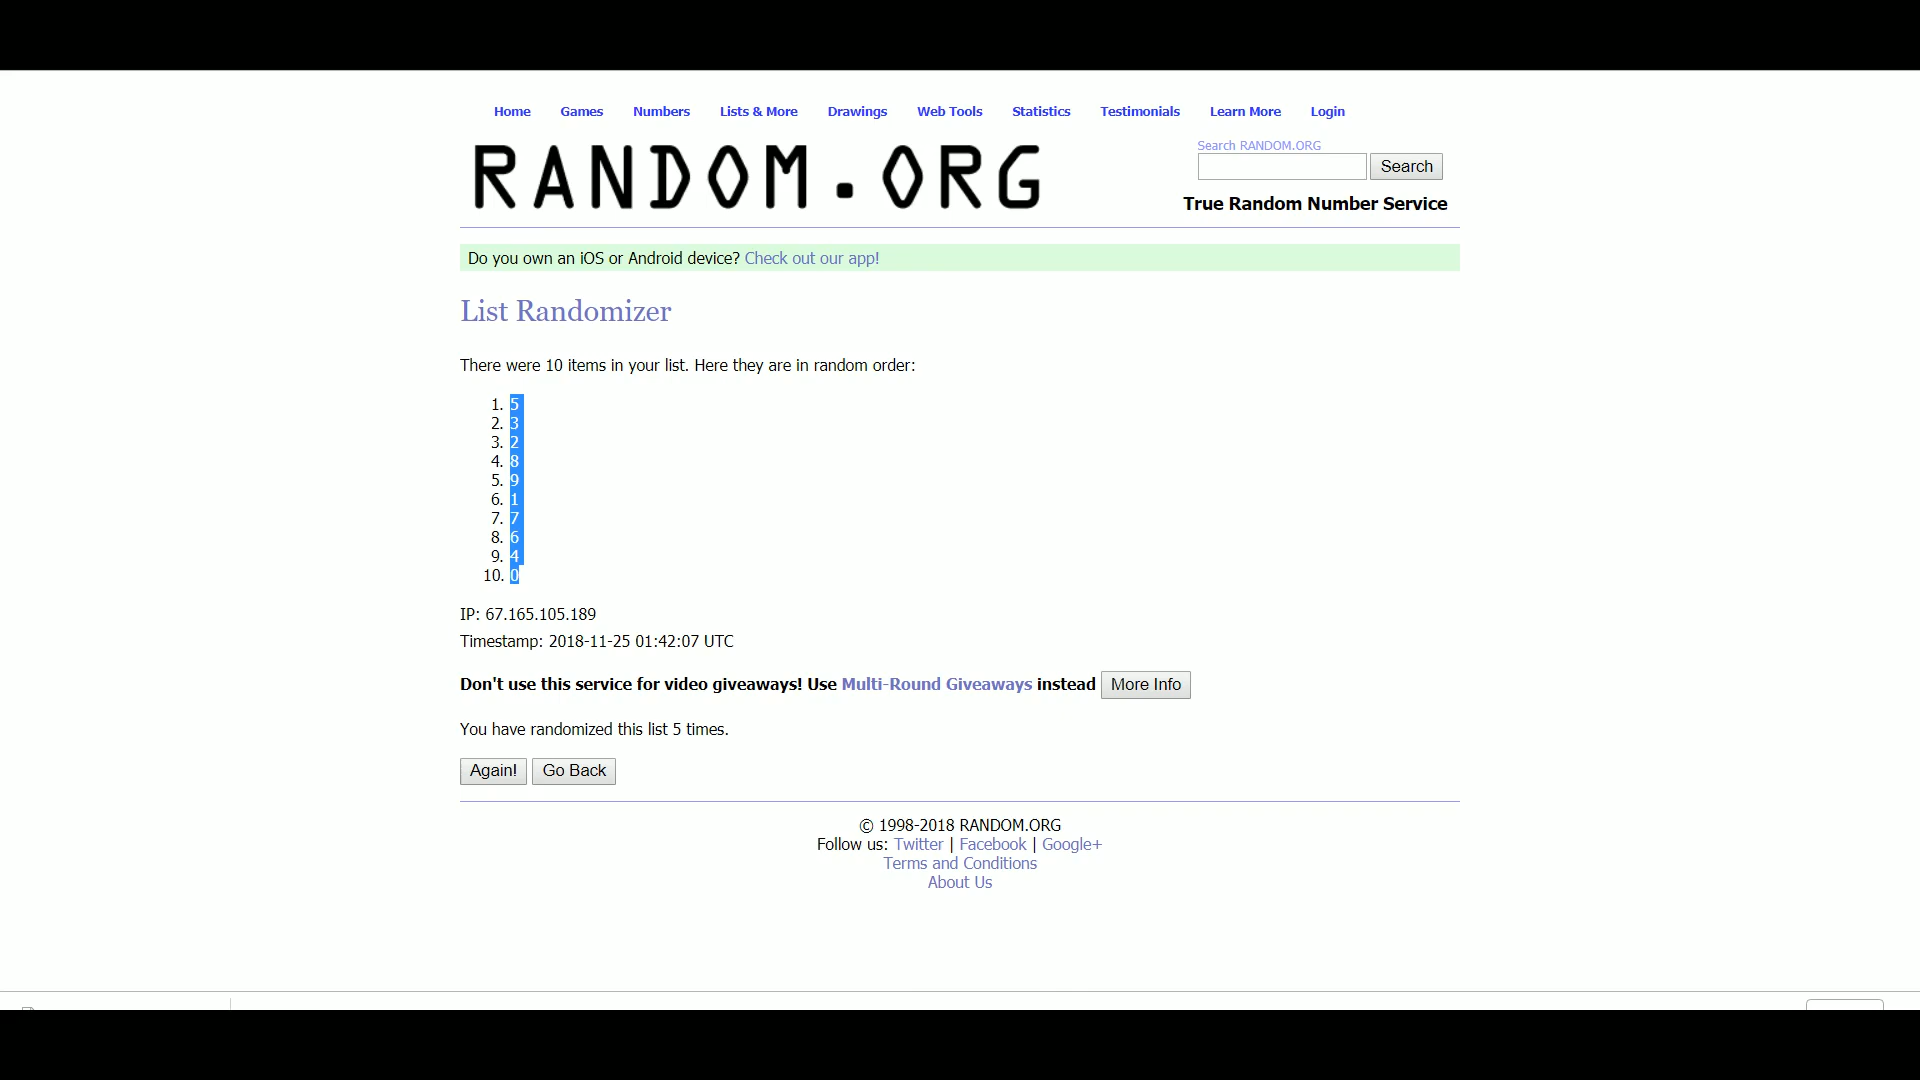 Home Games Numbers Lists & More Drawings Web Tools Statistics Testimonials Learn More Login
RANDOM.ORG
Search RANDOM.ORG
Search
True Random Number Service
Do you own an iOS or Android device? Check out our app!
List Randomizer
There were 10 items in your list. Here they are in random order:
1. 5
2. 3
3. 2
4. 8
5. 9
6. 1
7. 7
8. 6
9. 4
10. 0
IP: 67.165.105.189
Timestamp: 2018-11-25 01:42:07 UTC
Don't use this service for video giveaways! Use Multi-Round Giveaways instead More Info
You have randomized this list 5 times.
Again! Go Back
© 1998-2018 RANDOM.ORG
Follow us: Twitter | Facebook | Google+
Terms and Conditions
About Us